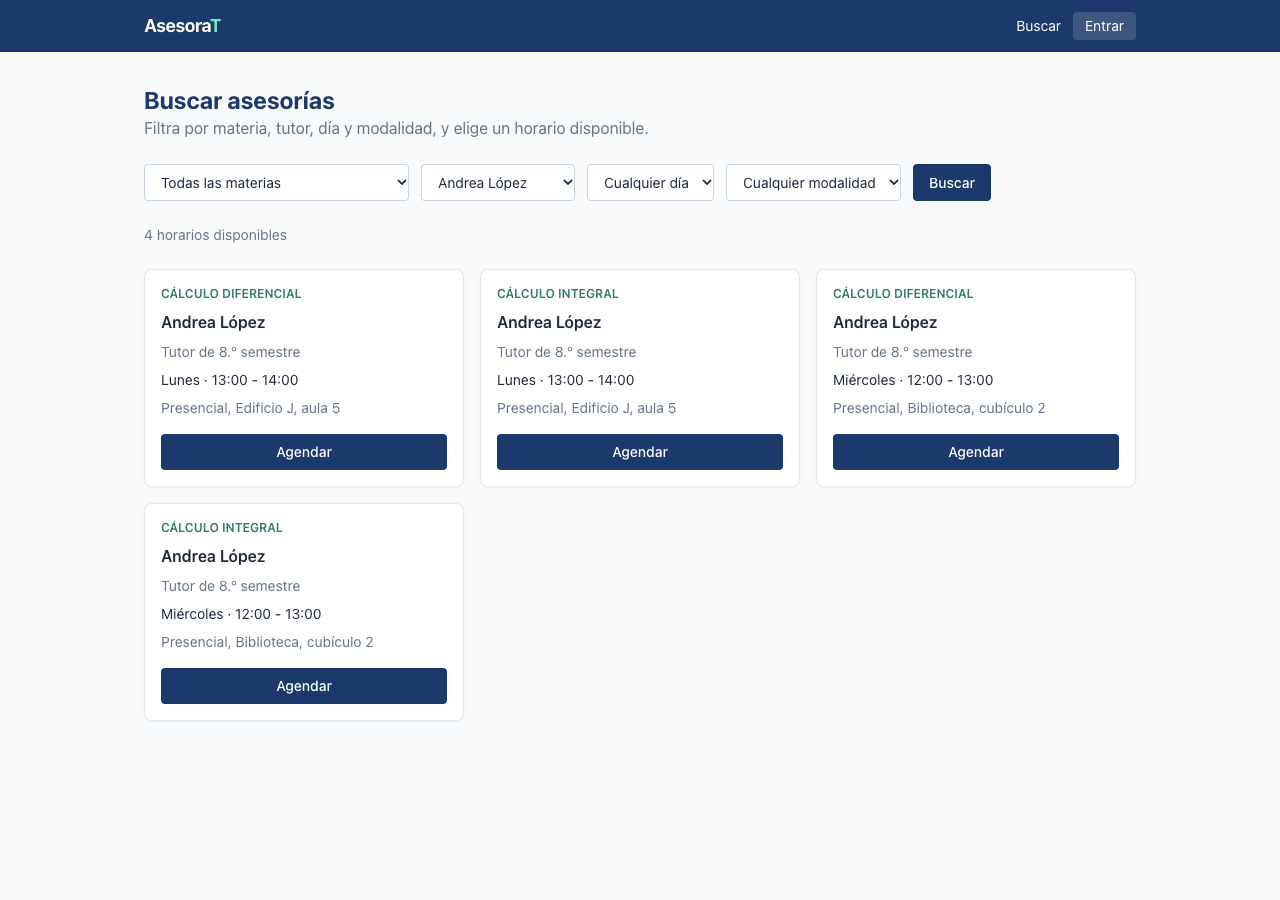 AsesoraT
Buscar Entrar
Buscar asesorías
Filtra por materia, tutor, día y modalidad, y elige un horario disponible.
Todas las materias Andrea López Cualquier día Cualquier modalidad Buscar
4 horarios disponibles
CÁLCULO DIFERENCIAL
Andrea López
Tutor de 8.º semestre
Lunes · 13:00 - 14:00
Presencial, Edificio J, aula 5
Agendar
CÁLCULO INTEGRAL
Andrea López
Tutor de 8.º semestre
Lunes · 13:00 - 14:00
Presencial, Edificio J, aula 5
Agendar
CÁLCULO DIFERENCIAL
Andrea López
Tutor de 8.º semestre
Miércoles · 12:00 - 13:00
Presencial, Biblioteca, cubículo 2
Agendar
CÁLCULO INTEGRAL
Andrea López
Tutor de 8.º semestre
Miércoles · 12:00 - 13:00
Presencial, Biblioteca, cubículo 2
Agendar